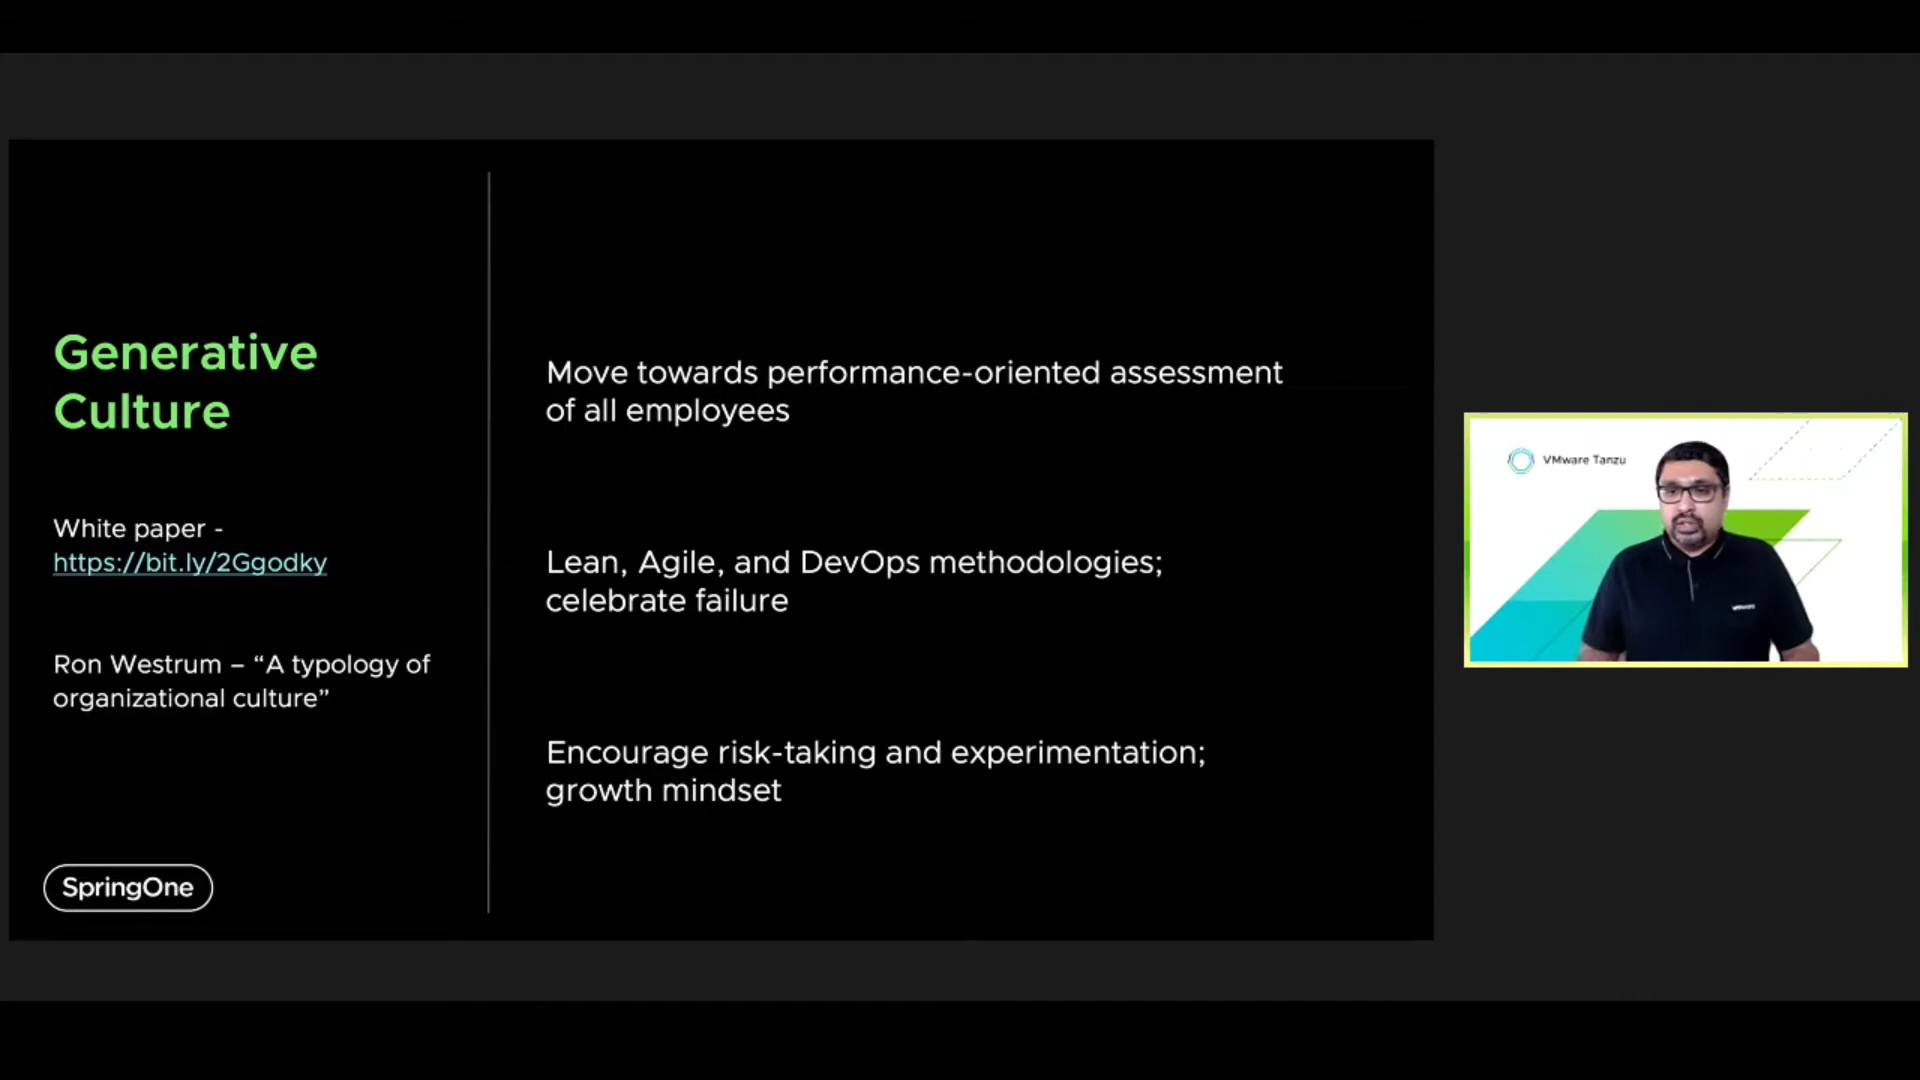 Generative
Culture
White paper -
https://bit.ly/2Ggodky
Ron Westrum – “A typology of
organizational culture”
SpringOne
Move towards performance-oriented assessment
of all employees
Lean, Agile, and DevOps methodologies;
celebrate failure
Encourage risk-taking and experimentation;
growth mindset
VMware Tanzu
vmware